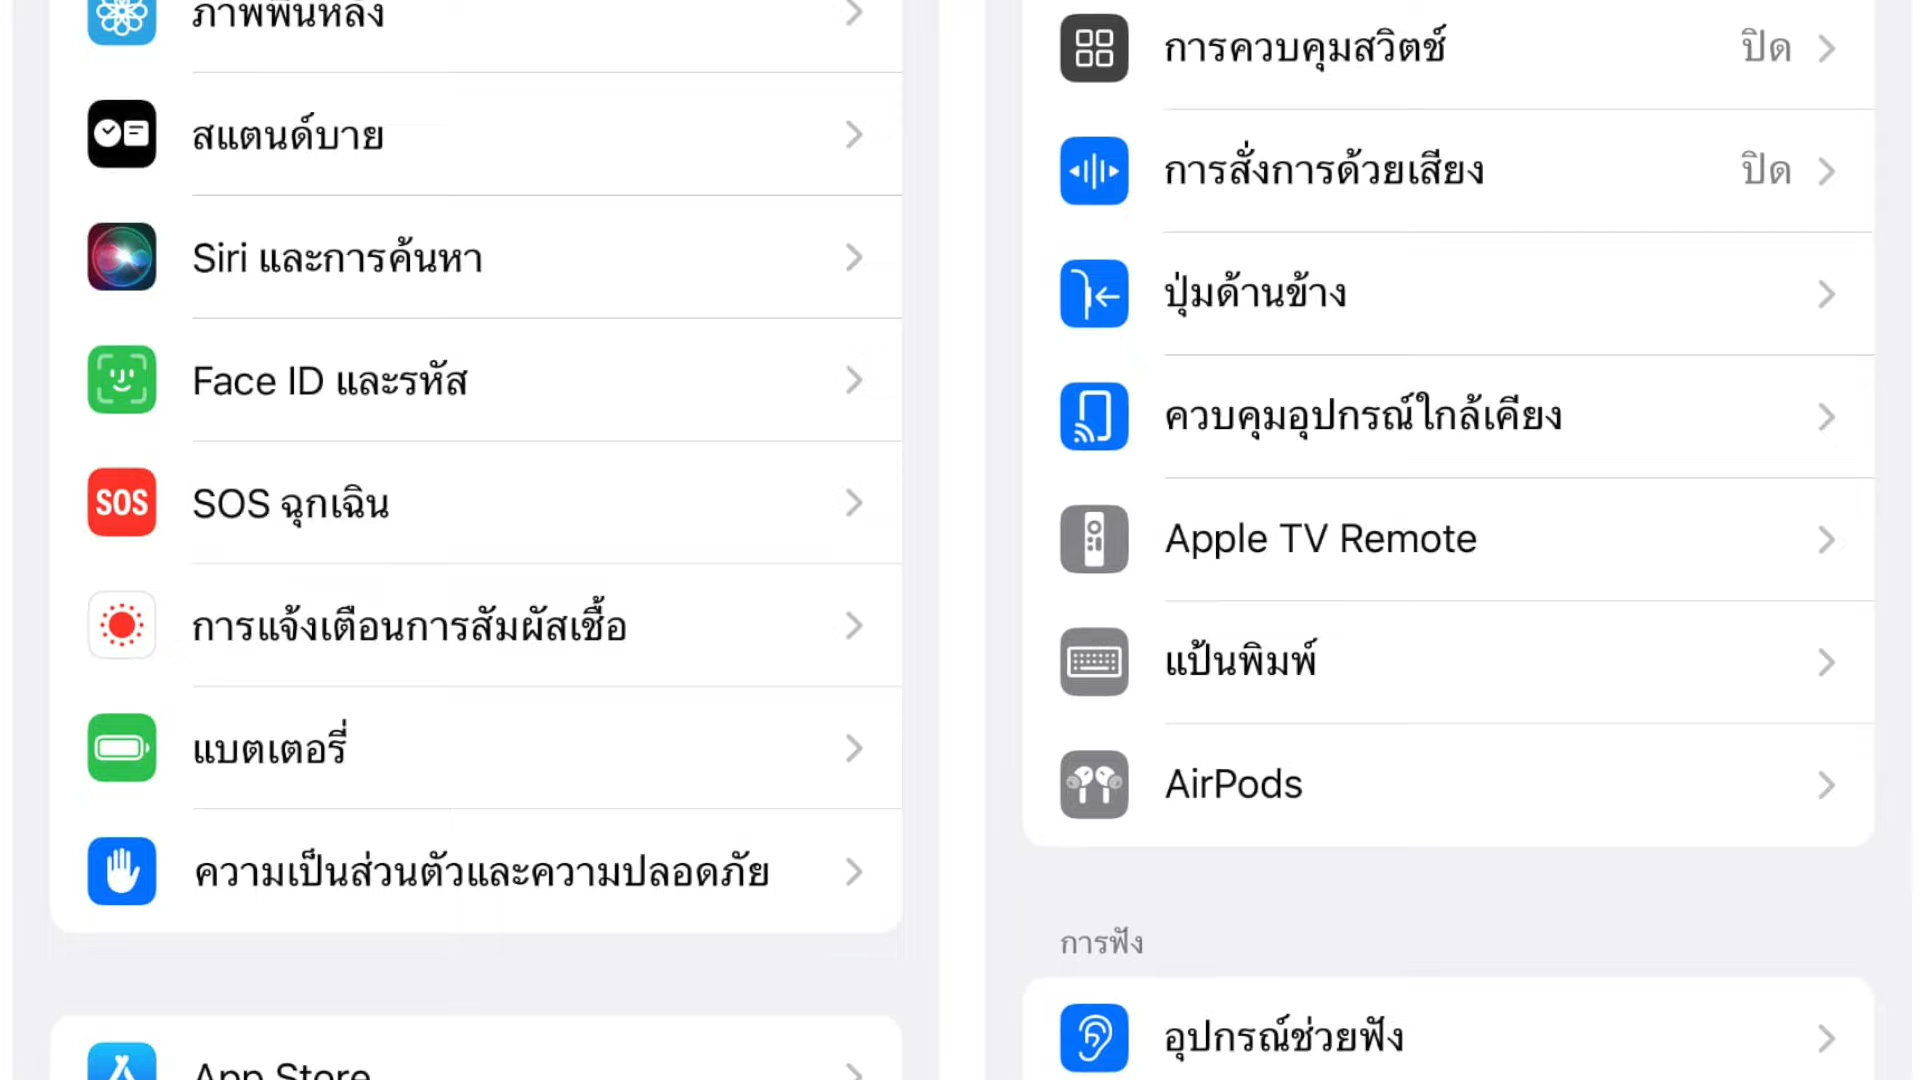 ภาพพื้นหลัง
สแตนด์บาย
Siri และการค้นหา
Face ID และรหัส
SOS
SOS ฉุกเฉิน
การแจ้งเตือนการสัมผัสเชื้อ
แบตเตอรี่
ความเป็นส่วนตัวและความปลอดภัย
App Store
การควบคุมสวิตช์ ปิด
การสั่งการด้วยเสียง ปิด
ปุ่มด้านข้าง
ควบคุมอุปกรณ์ใกล้เคียง
Apple TV Remote
แป้นพิมพ์
AirPods
การฟัง
อุปกรณ์ช่วยฟัง